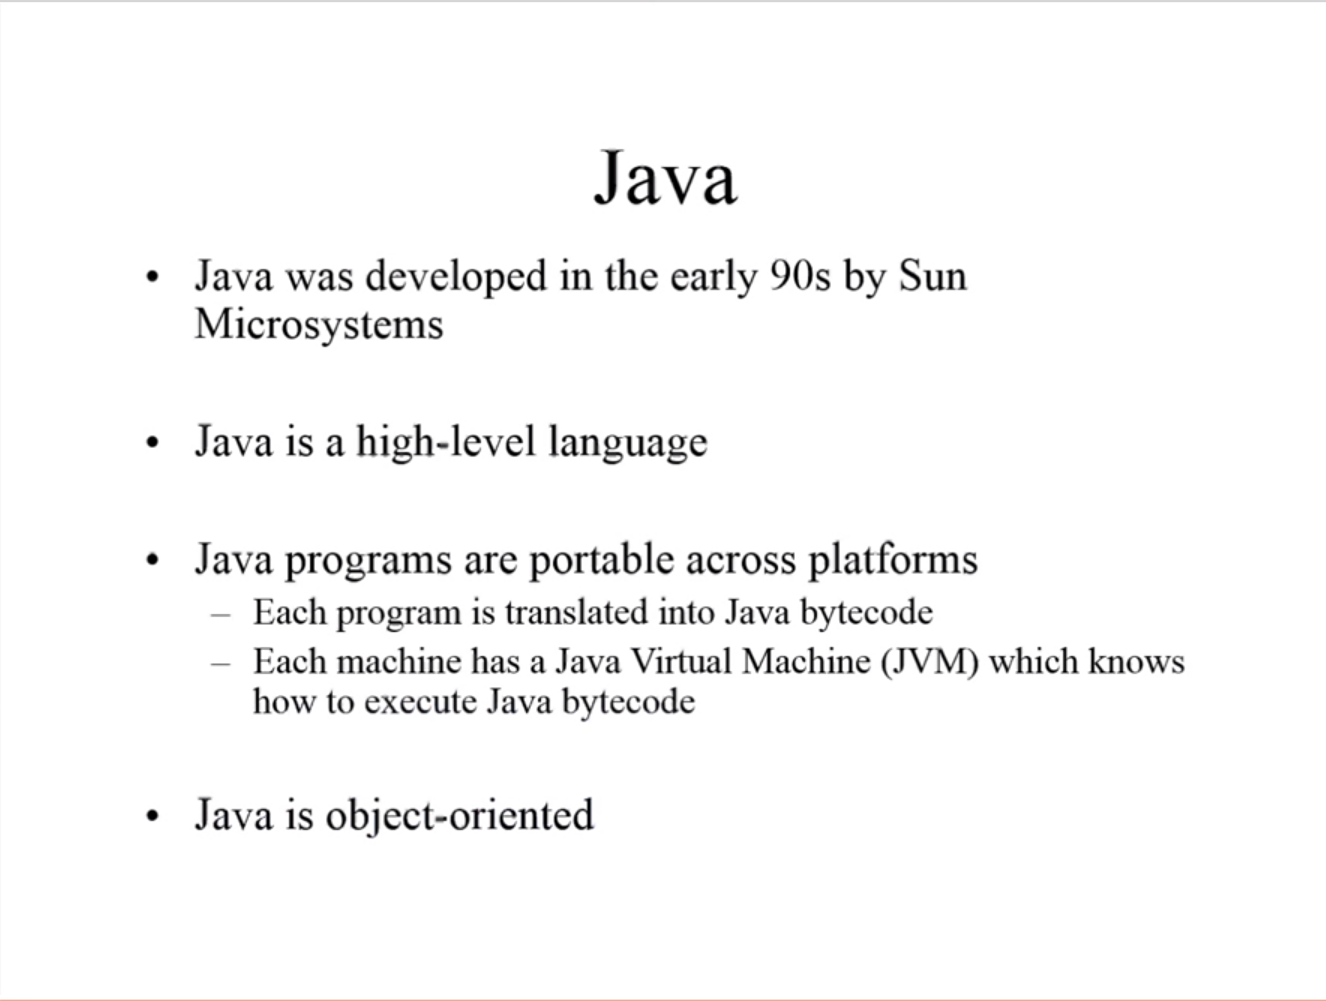 Java
• Java was developed in the early 90s by Sun
Microsystems
• Java is a high-level language
• Java programs are portable across platforms
– Each program is translated into Java bytecode
– Each machine has a Java Virtual Machine (JVM) which knows
how to execute Java bytecode
• Java is object-oriented